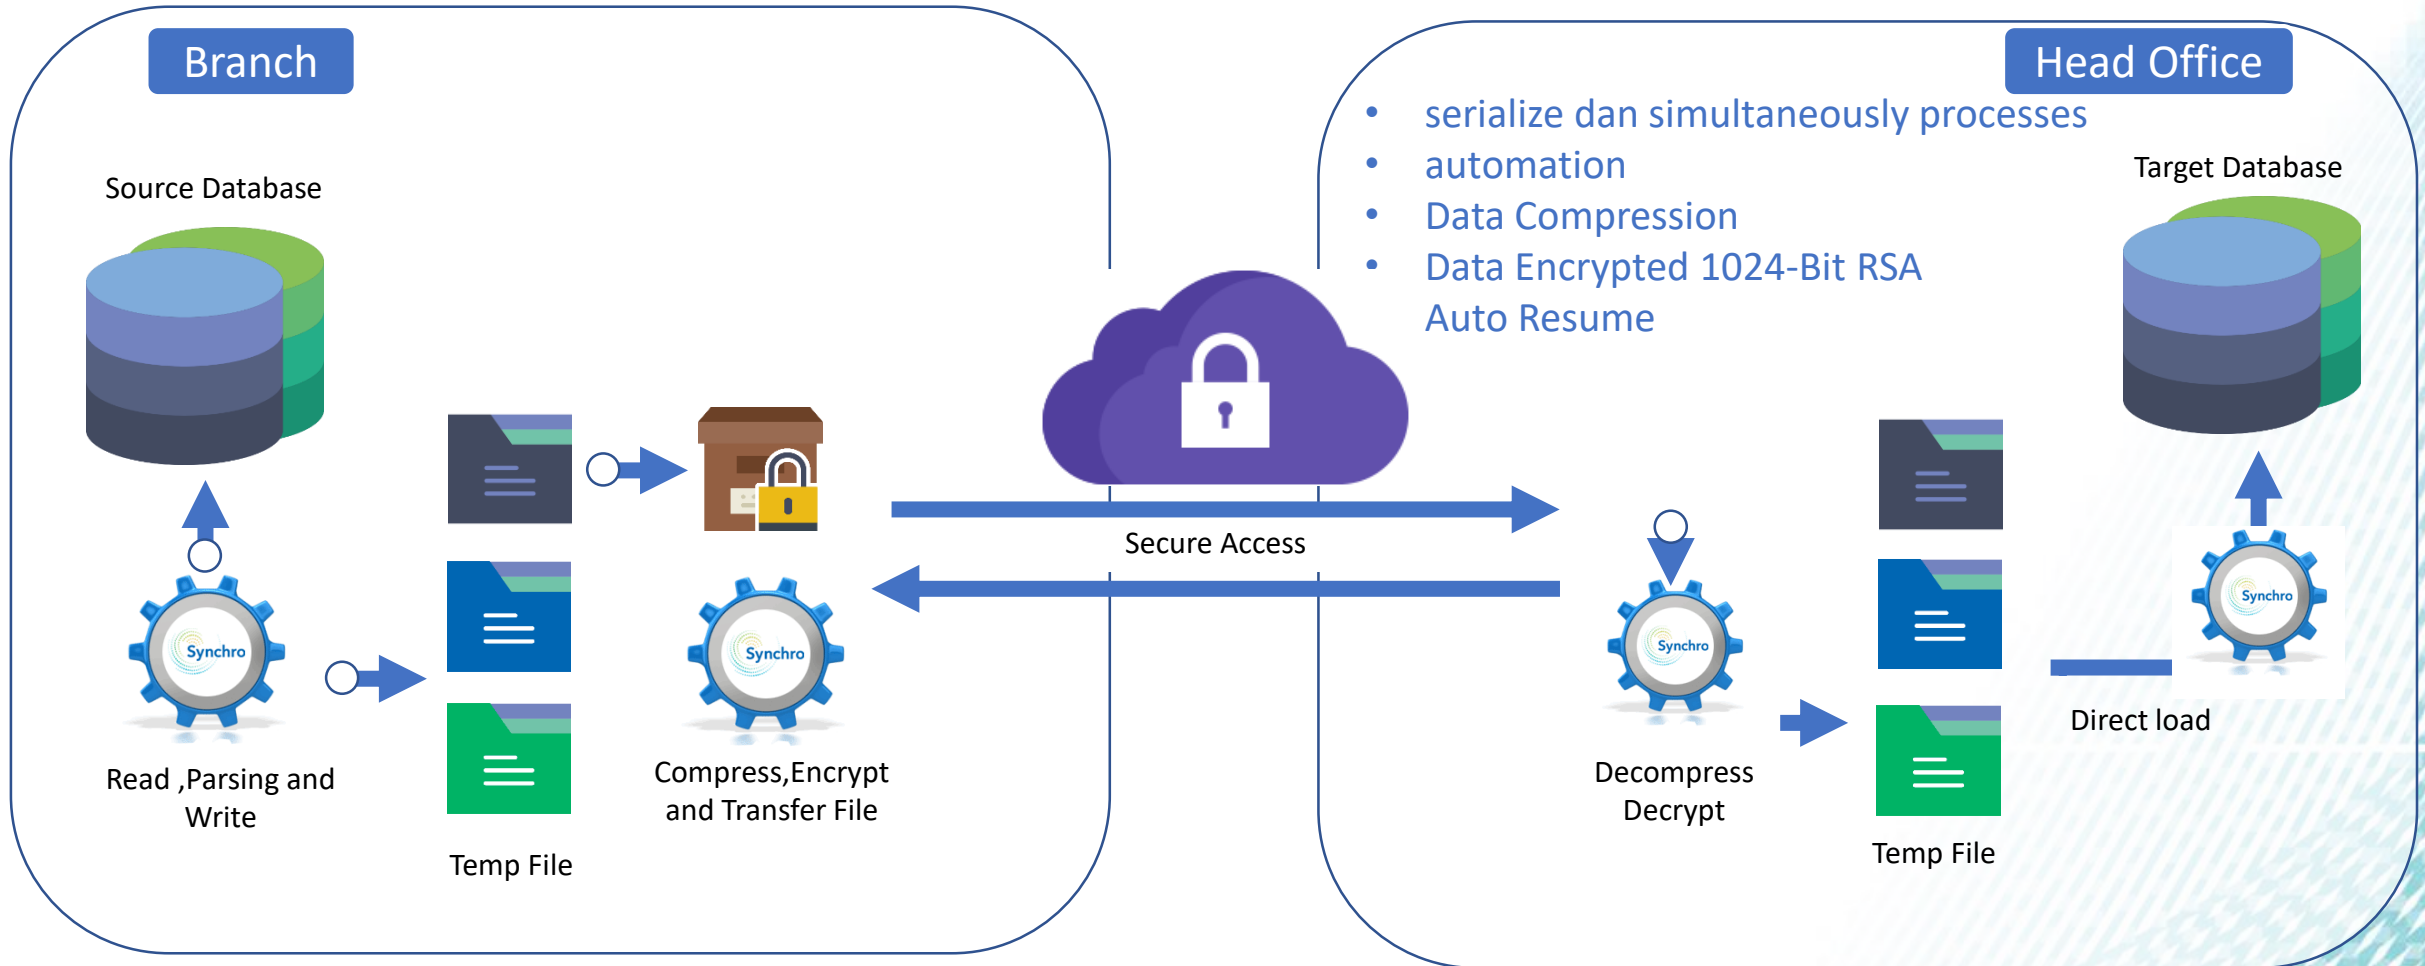 Branch
Head Office
serialize dan simultaneously processes
automation
Data Compression
Data Encrypted 1024-Bit RSA
Auto Resume
Source Database
Target Database
Secure Access
Synchro
Synchro
Synchro
Synchro
Read ,Parsing and
Write
Temp File
Compress,Encrypt
and Transfer File
Decompress
Decrypt
Temp File
Direct load